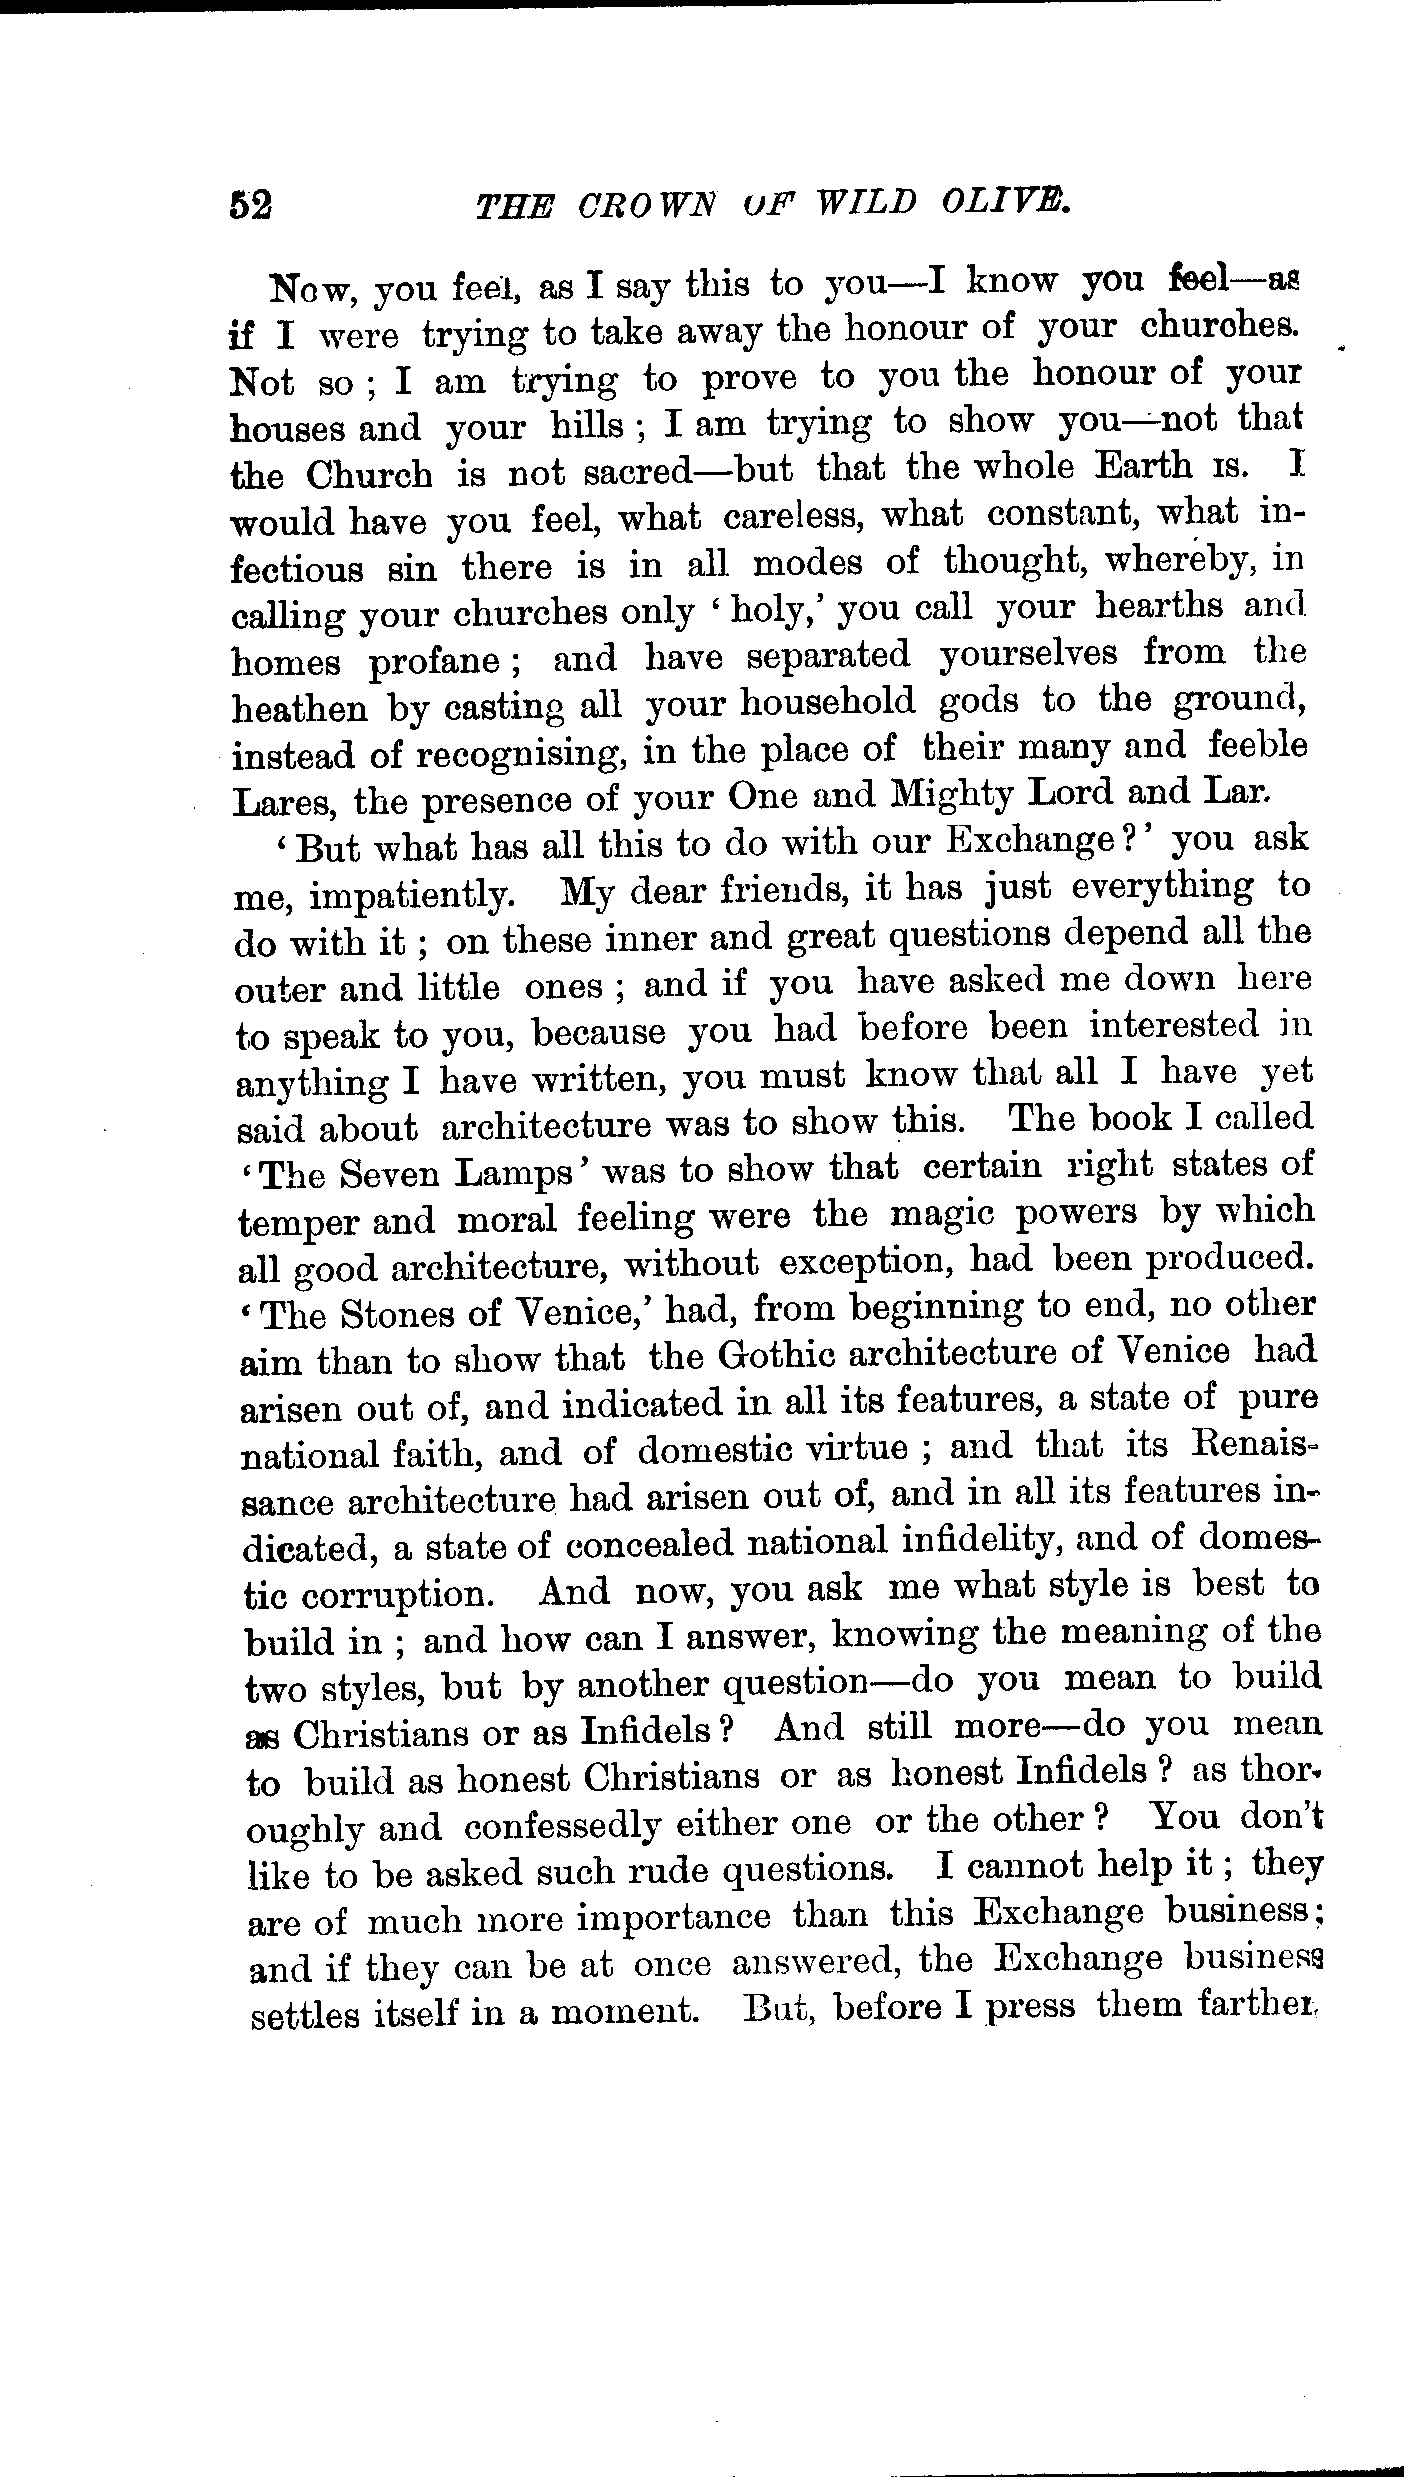 52 THE CROWN OF WILD OLIVE.
Now, you feel, as I say this to you—I know you feel—as
if I were trying to take away the honour of your churches.
Not so ; I am trying to prove to you the honour of your
houses and your hills ; I am trying to show you—not that
the Church is not sacred—but that the whole Earth is. I
would have you feel, what careless, what constant, what in-
fectious sin there is in all modes of thought, whereby, in
calling your churches only ‘ holy,’ you call your hearths and
homes profane ; and have separated yourselves from the
heathen by casting all your household gods to the ground,
instead of recognising, in the place of their many and feeble
Lares, the presence of your One and Mighty Lord and Lar.
‘ But what has all this to do with our Exchange ?’ you ask
me, impatiently. My dear friends, it has just everything to
do with it ; on these inner and great questions depend all the
outer and little ones ; and if you have asked me down here
to speak to you, because you had before been interested in
anything I have written, you must know that all I have yet
said about architecture was to show this. The book I called
‘ The Seven Lamps ’ was to show that certain right states of
temper and moral feeling were the magic powers by which
all good architecture, without exception, had been produced.
‘ The Stones of Venice,’ had, from beginning to end, no other
aim than to show that the Gothic architecture of Venice had
arisen out of, and indicated in all its features, a state of pure
national faith, and of domestic virtue ; and that its Renais-
sance architecture had arisen out of, and in all its features in-
dicated, a state of concealed national infidelity, and of domes-
tic corruption. And now, you ask me what style is best to
build in ; and how can I answer, knowing the meaning of the
two styles, but by another question—do you mean to build
as Christians or as Infidels ? And still more—do you mean
to build as honest Christians or as honest Infidels ? as thor-
oughly and confessedly either one or the other ? You don’t
like to be asked such rude questions. I cannot help it ; they
are of much more importance than this Exchange business ;
and if they can be at once answered, the Exchange business
settles itself in a moment. But, before I press them farther,